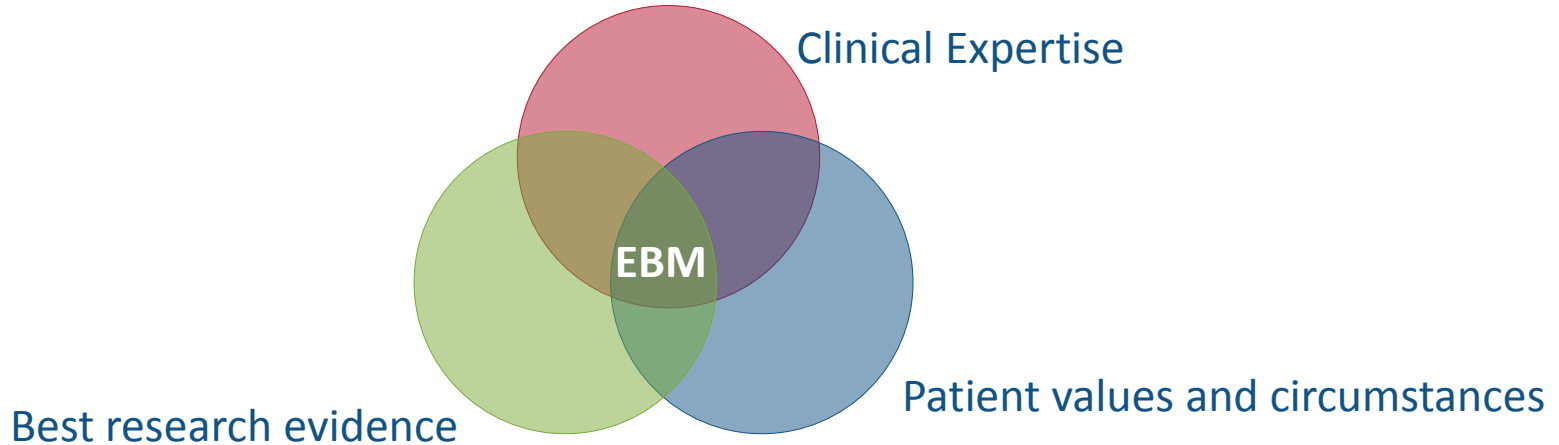 Clinical Expertise
EBM
Patient values and circumstances
Best research evidence